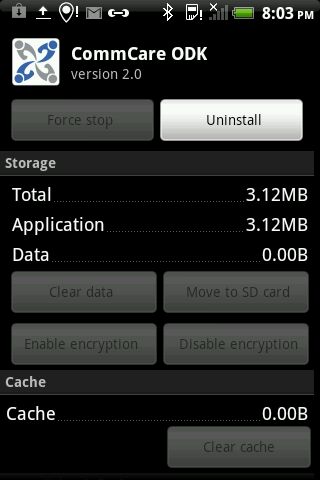 8:03 PM
CommCare ODK
version 2.0
Force stop Uninstall
Storage
Total 3.12MB
Application 3.12MB
Data 0.00B
Clear data Move to SD card
Enable encryption Disable encryption
Cache
Cache 0.00B
Clear cache